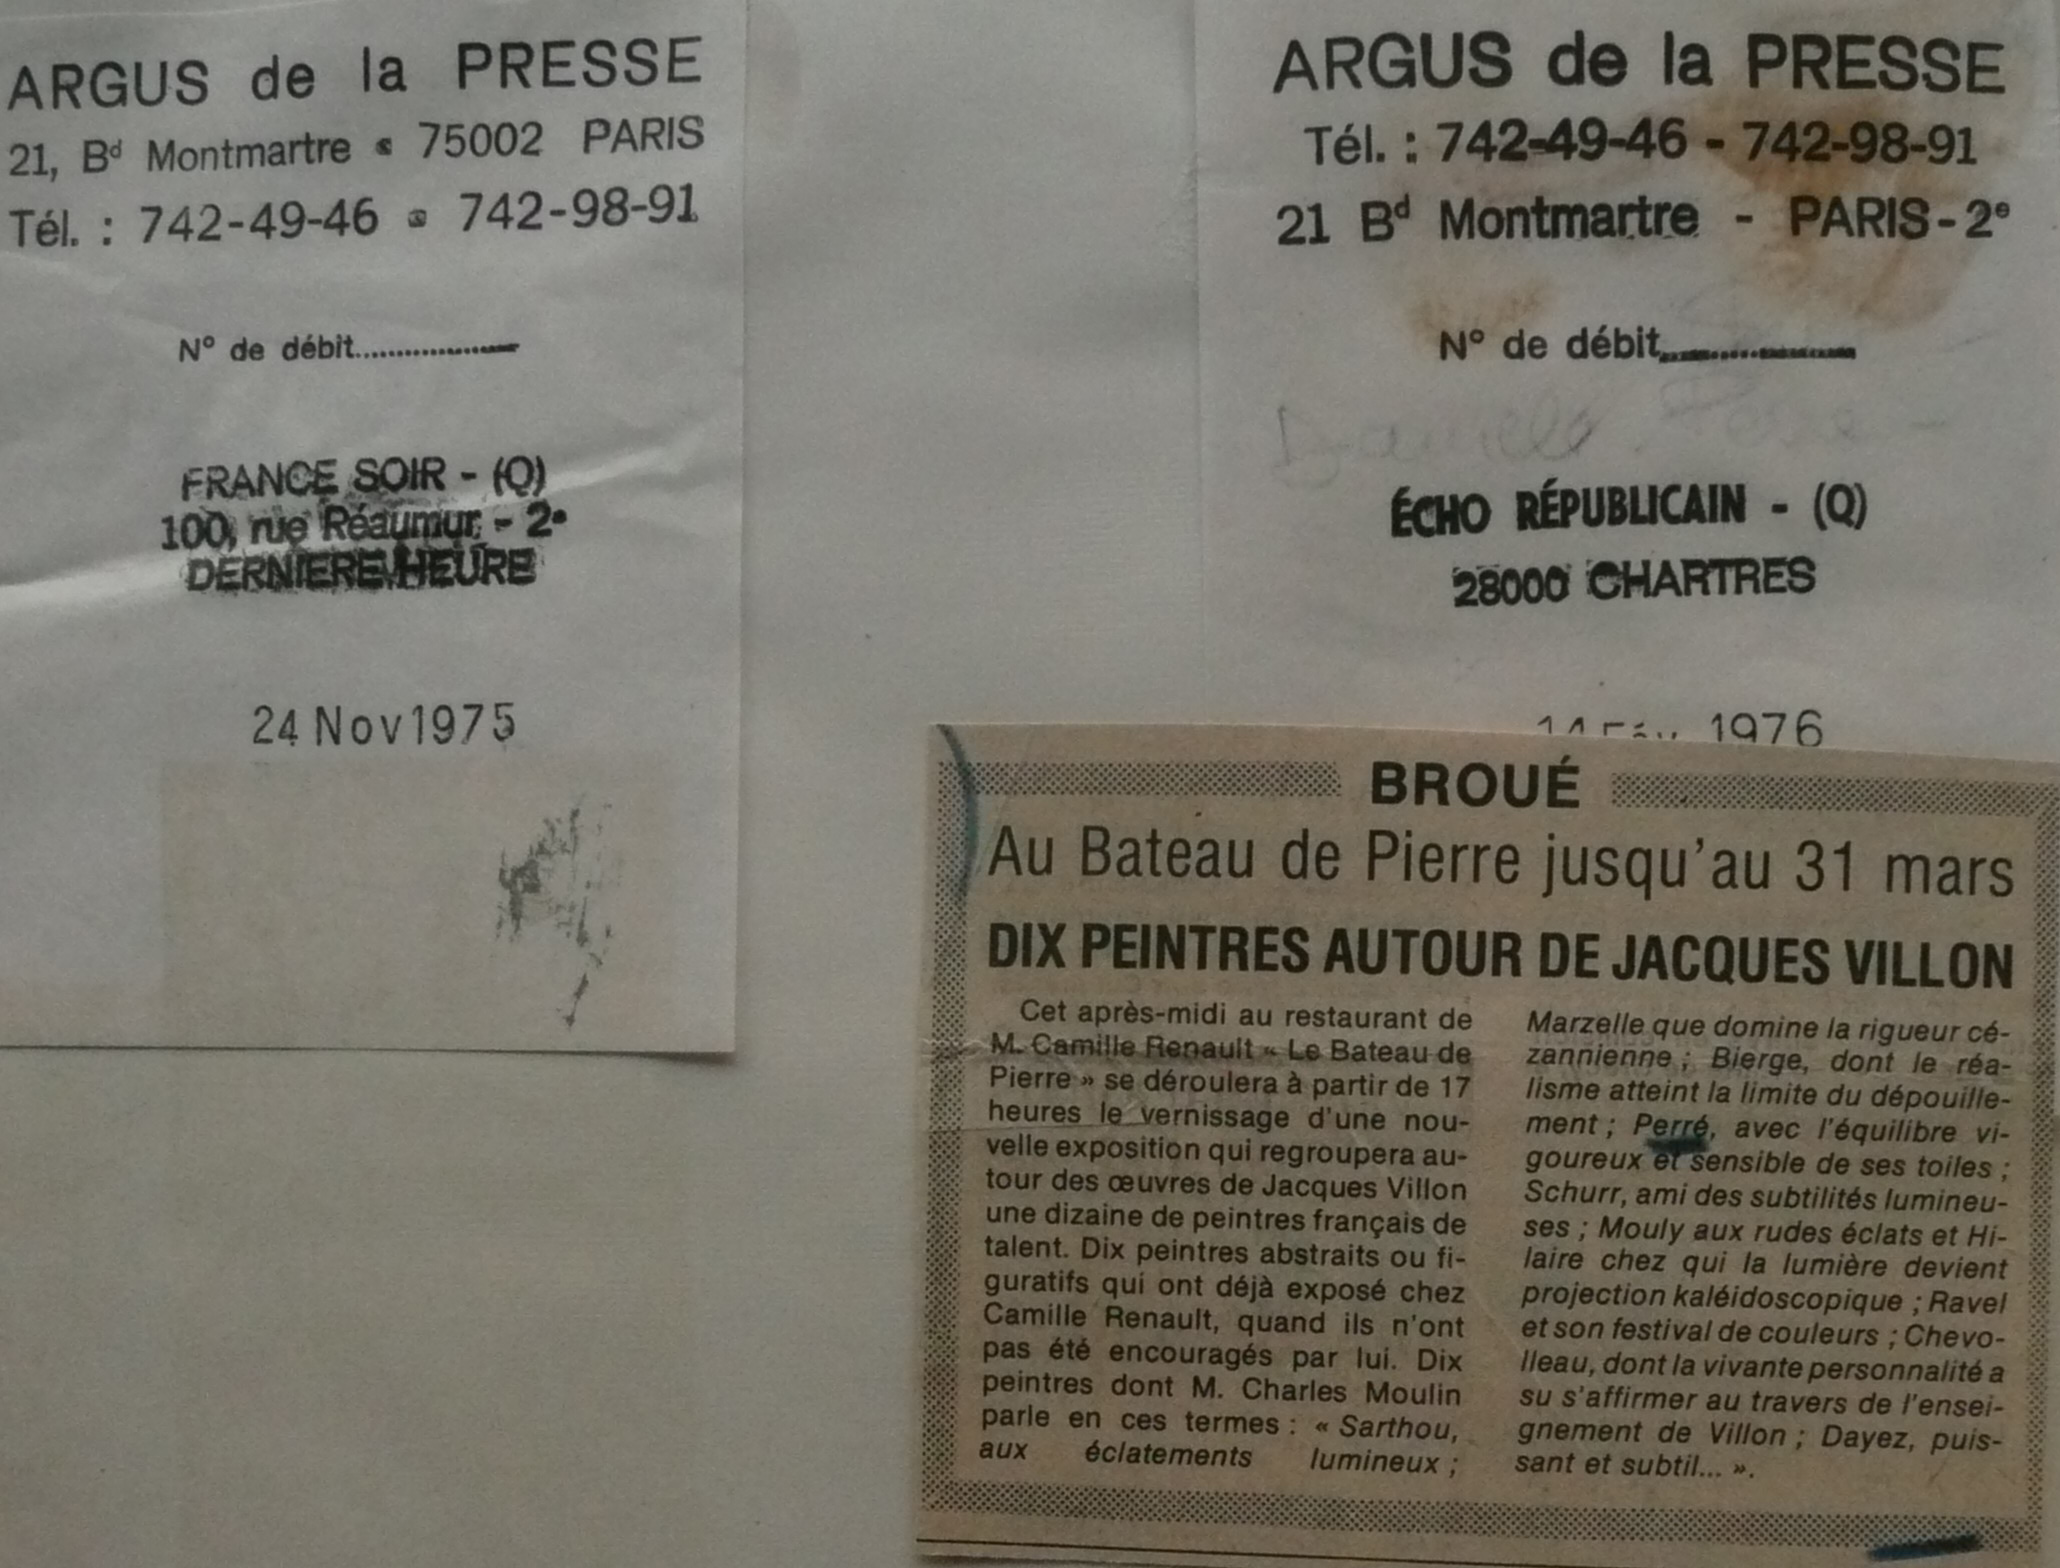 ARGUS de la PRESSE
21, Bd Montmartre • 75002 PARIS
Tél. : 742-49-46 • 742-98-91
N° de débit....................
FRANCE SOIR - (Q)
100, rue Réaumur - 2e
DERNIERE HEURE
24 Nov 1975
ARGUS de la PRESSE
Tél. : 742-49-46 - 742-98-91
21 Bd Montmartre - PARIS - 2e
N° de débit....................
ÉCHO RÉPUBLICAIN - (Q)
28000 CHARTRES
1976
BROUÉ
Au Bateau de Pierre jusqu'au 31 mars
DIX PEINTRES AUTOUR DE JACQUES VILLON
Cet après-midi au restaurant de
M. Camille Renault « Le Bateau de
Pierre » se déroulera à partir de 17
heures le vernissage d'une nou-
velle exposition qui regroupera au-
tour des œuvres de Jacques Villon
une dizaine de peintres français de
talent. Dix peintres abstraits ou fi-
guratifs qui ont déjà exposé chez
Camille Renault, quand ils n'ont
pas été encouragés par lui. Dix
peintres dont M. Charles Moulin
parle en ces termes : « Sarthou,
aux éclatements lumineux ;
Marzelle que domine la rigueur cé-
zannienne ; Bierge, dont le réa-
lisme atteint la limite du dépouille-
ment ; Perré, avec l'équilibre vi-
goureux et sensible de ses toiles ;
Schurr, ami des subtilités lumineu-
ses ; Mouly aux rudes éclats et Hi-
laire chez qui la lumière devient
projection kaléidoscopique ; Ravel
et son festival de couleurs ; Chevo-
lleau, dont la vivante personnalité a
su s'affirmer au travers de l'ensei-
gnement de Villon ; Dayez, puis-
sant et subtil... ».